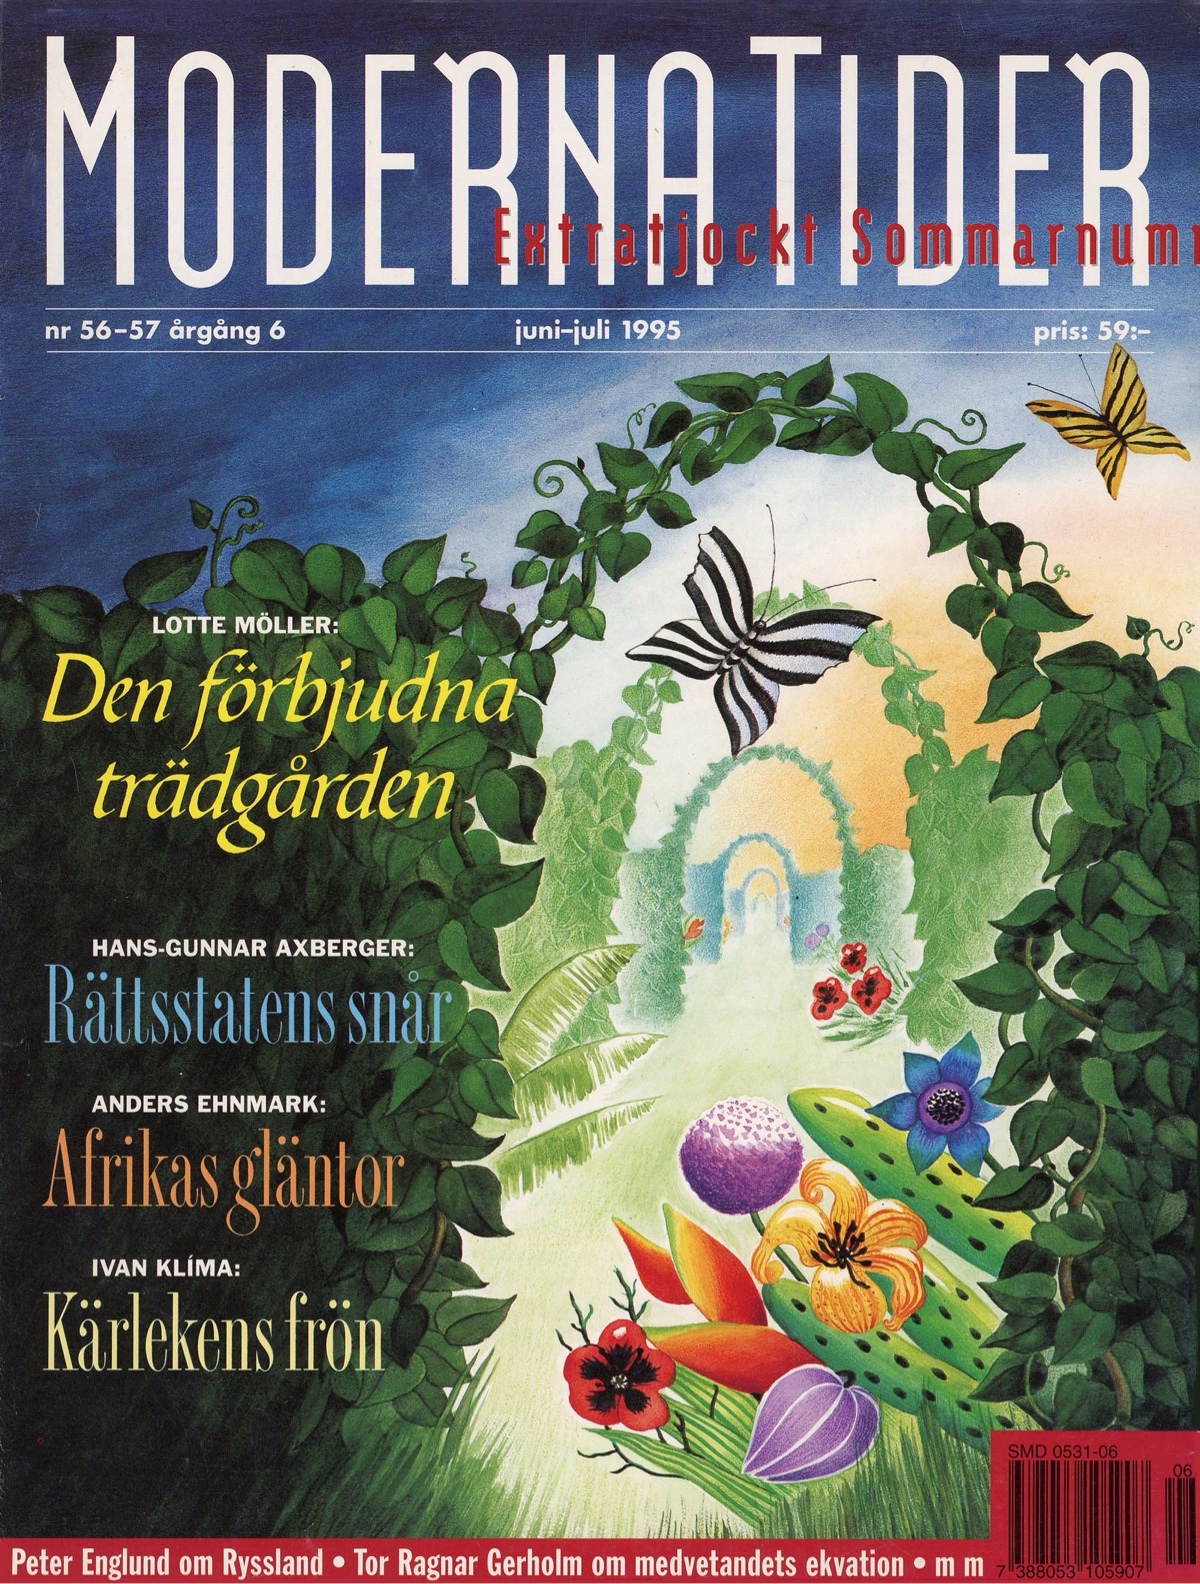 MODERNA TIDER
Extratjockt Sommarnum
nr 56–57 årgång 6
juni–juli 1995
pris: 59:–
LOTTE MÖLLER:
Den förbjudna
trädgården
HANS-GUNNAR AXBERGER:
Rättsstatens snår
ANDERS EHNMARK:
Afrikas gläntor
IVAN KLÍMA:
Kärlekens frön
SMD 0531-06
06
7 388053 105907
Peter Englund om Ryssland • Tor Ragnar Gerholm om medvetandets ekvation • m m